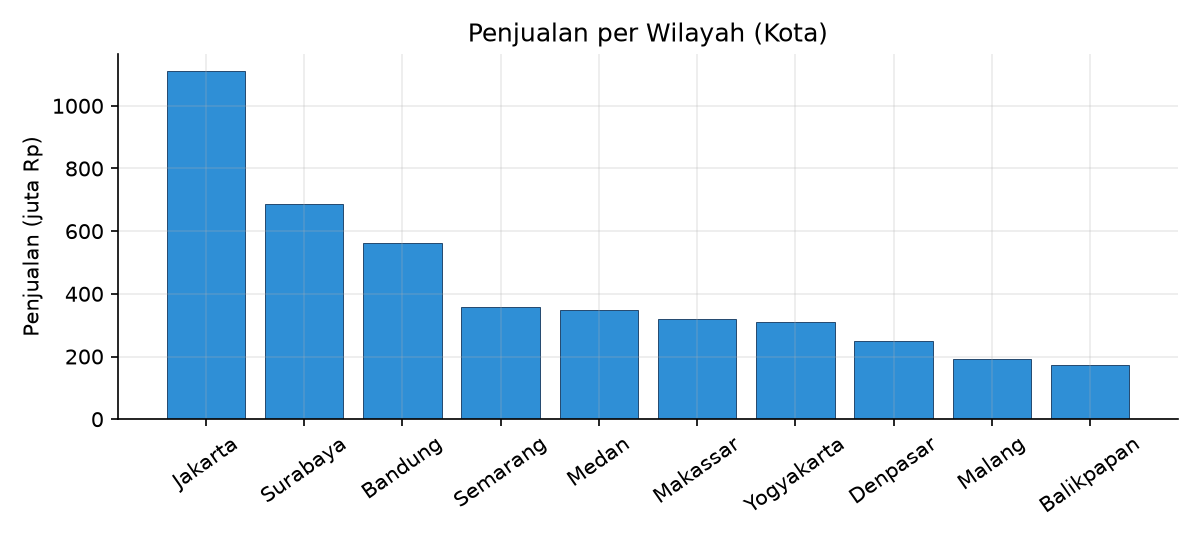 Penjualan per Wilayah (Kota)
Penjualan (juta Rp)
1000
800
600
400
200
0
Jakarta
Surabaya
Bandung
Semarang
Medan
Makassar
Yogyakarta
Denpasar
Malang
Balikpapan